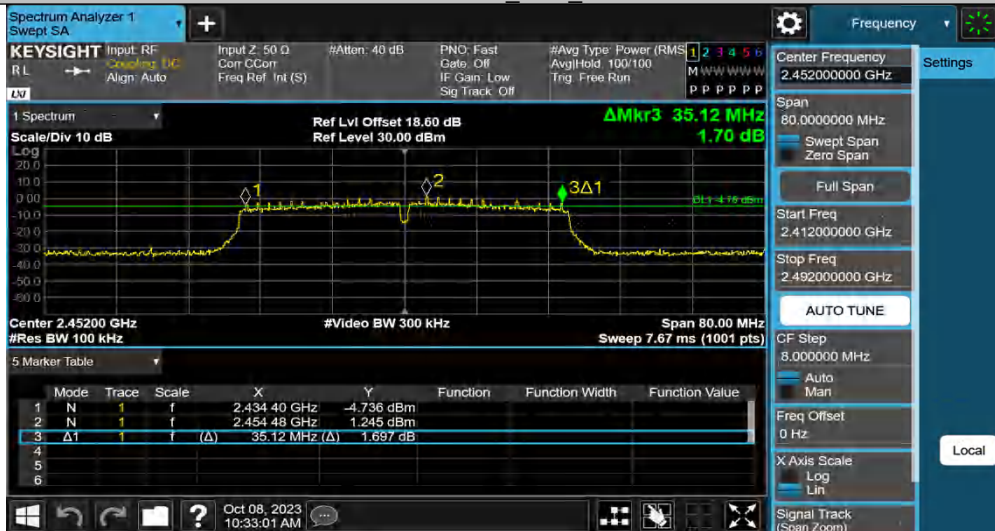 Spectrum Analyzer 1
Swept SA
Frequency
KEYSIGHT
RL
LXI
Input: RF
Coupling: DC
Align: Auto
Input Z: 50 Ω
Corr CCorr
Freq Ref: Int (S)
#Atten: 40 dB
PNO: Fast
Gate: Off
IF Gain: Low
Sig Track: Off
#Avg Type: Power (RMS
Avg|Hold: 100/100
Trig: Free Run
1 2 3 4 5 6
M W W W W W
P P P P P P
1 Spectrum
Scale/Div 10 dB
Ref Lvl Offset 18.60 dB
Ref Level 30.00 dBm
ΔMkr3 35.12 MHz
1.70 dB
Log
20.0
10.0
0.00
-10.0
-20.0
-30.0
-40.0
-50.0
-60.0
1
2
3Δ1
DL1 -4.76 dBm
Center 2.45200 GHz
#Video BW 300 kHz
Span 80.00 MHz
#Res BW 100 kHz
Sweep 7.67 ms (1001 pts)
5 Marker Table
Mode Trace Scale X Y Function Function Width Function Value
1 N 1 f 2.434 40 GHz -4.736 dBm
2 N 1 f 2.454 48 GHz 1.245 dBm
3 Δ1 1 f (Δ) 35.12 MHz (Δ) 1.697 dB
4
5
6
Oct 08, 2023
10:33:01 AM
Center Frequency
2.452000000 GHz
Settings
Span
80.0000000 MHz
Swept Span
Zero Span
Full Span
Start Freq
2.412000000 GHz
Stop Freq
2.492000000 GHz
AUTO TUNE
CF Step
8.000000 MHz
Auto
Man
Freq Offset
0 Hz
X Axis Scale
Log
Lin
Local
Signal Track
(Span Zoom)